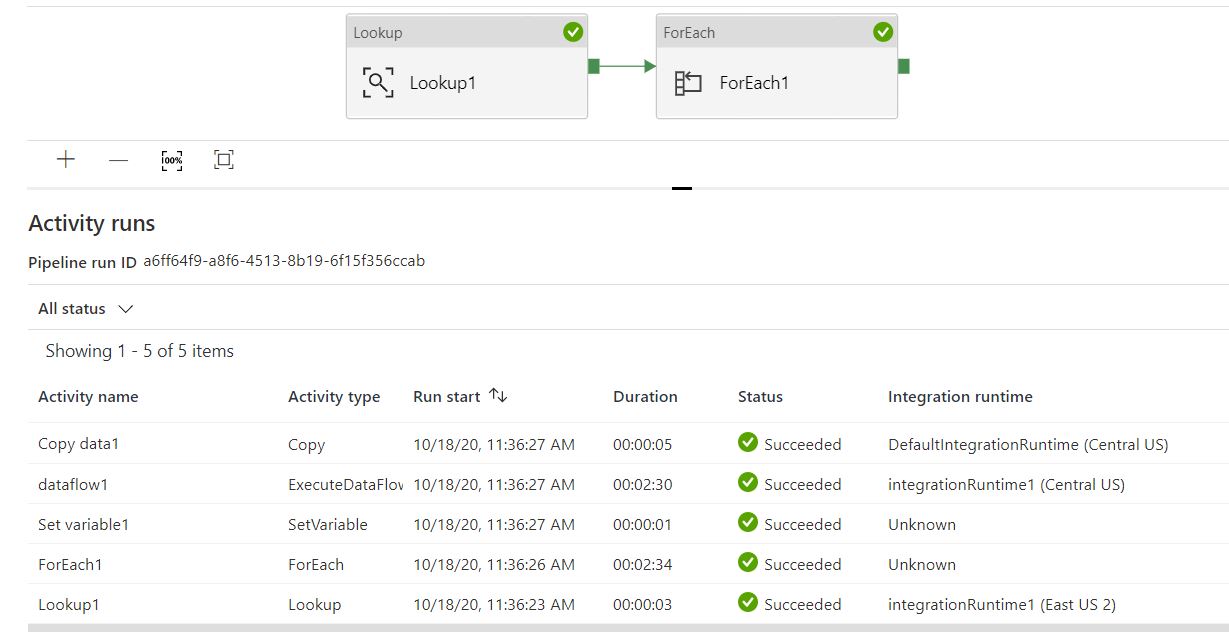 Lookup
ForEach
Lookup1
ForEach1
100%
Activity runs
Pipeline run ID a6ff64f9-a8f6-4513-8b19-6f15f356ccab
All status
Showing 1 - 5 of 5 items
Activity name Activity type Run start Duration Status Integration runtime
Copy data1 Copy 10/18/20, 11:36:27 AM 00:00:05 Succeeded DefaultIntegrationRuntime (Central US)
dataflow1 ExecuteDataFlov 10/18/20, 11:36:27 AM 00:02:30 Succeeded integrationRuntime1 (Central US)
Set variable1 SetVariable 10/18/20, 11:36:27 AM 00:00:01 Succeeded Unknown
ForEach1 ForEach 10/18/20, 11:36:26 AM 00:02:34 Succeeded Unknown
Lookup1 Lookup 10/18/20, 11:36:23 AM 00:00:03 Succeeded integrationRuntime1 (East US 2)